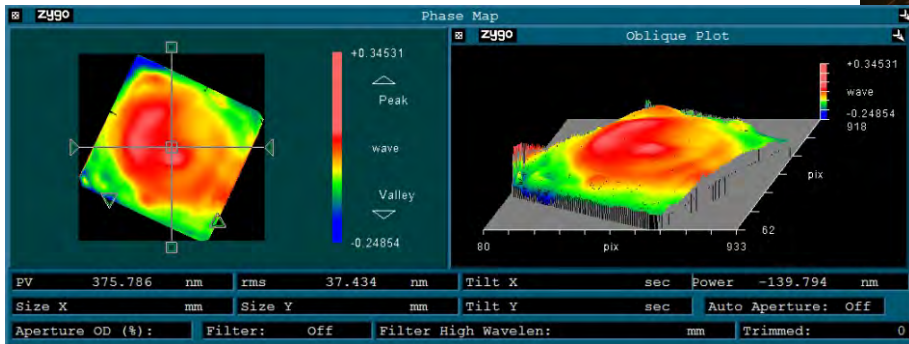 zygo Phase Map
+0.34531
Peak
wave
Valley
-0.24854
zygo Oblique Plot
+0.34531
wave
-0.24854
918
pix
62
80 pix 933
PV 375.786 nm rms 37.434 nm Tilt X sec Power -139.794 nm
Size X mm Size Y mm Tilt Y sec Auto Aperture: Off
Aperture OD (%): Filter: Off Filter High Wavelen: mm Trimmed: 0